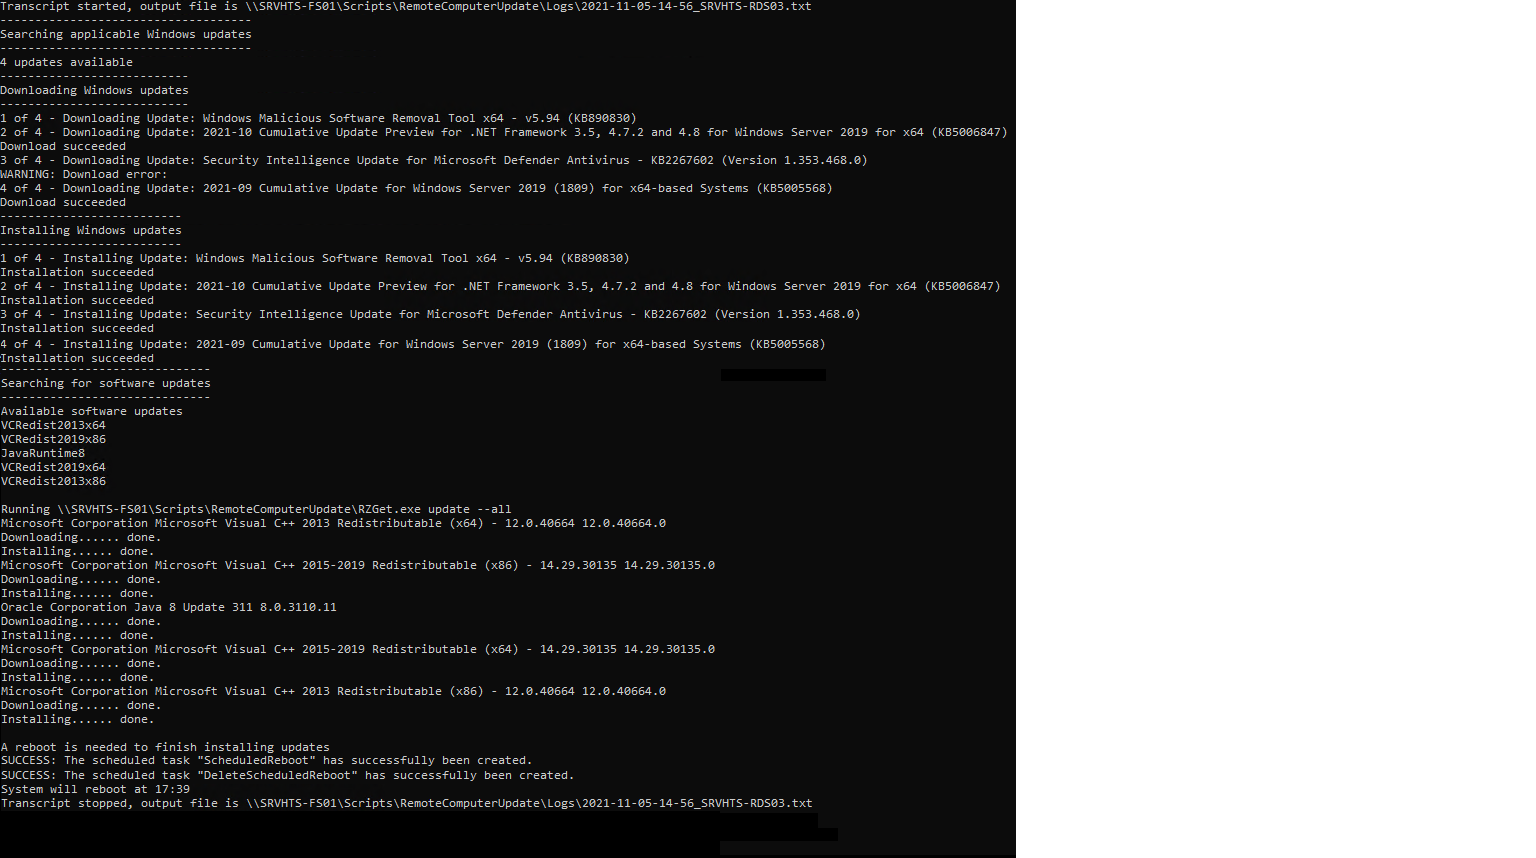 Transcript started, output file is \\SRVHTS-FS01\Scripts\RemoteComputerUpdate\Logs\2021-11-05-14-56_SRVHTS-RDS03.txt
------------------------------------
Searching applicable Windows updates
------------------------------------
4 updates available
---------------------------
Downloading Windows updates
---------------------------
1 of 4 - Downloading Update: Windows Malicious Software Removal Tool x64 - v5.94 (KB890830)
2 of 4 - Downloading Update: 2021-10 Cumulative Update Preview for .NET Framework 3.5, 4.7.2 and 4.8 for Windows Server 2019 for x64 (KB5006847)
Download succeeded
3 of 4 - Downloading Update: Security Intelligence Update for Microsoft Defender Antivirus - KB2267602 (Version 1.353.468.0)
WARNING: Download error:
4 of 4 - Downloading Update: 2021-09 Cumulative Update for Windows Server 2019 (1809) for x64-based Systems (KB5005568)
Download succeeded
--------------------------
Installing Windows updates
--------------------------
1 of 4 - Installing Update: Windows Malicious Software Removal Tool x64 - v5.94 (KB890830)
Installation succeeded
2 of 4 - Installing Update: 2021-10 Cumulative Update Preview for .NET Framework 3.5, 4.7.2 and 4.8 for Windows Server 2019 for x64 (KB5006847)
Installation succeeded
3 of 4 - Installing Update: Security Intelligence Update for Microsoft Defender Antivirus - KB2267602 (Version 1.353.468.0)
Installation succeeded
4 of 4 - Installing Update: 2021-09 Cumulative Update for Windows Server 2019 (1809) for x64-based Systems (KB5005568)
Installation succeeded
------------------------------
Searching for software updates
------------------------------
Available software updates
VCRedist2013x64
VCRedist2019x86
JavaRuntime8
VCRedist2019x64
VCRedist2013x86
Running \\SRVHTS-FS01\Scripts\RemoteComputerUpdate\RZGet.exe update --all
Microsoft Corporation Microsoft Visual C++ 2013 Redistributable (x64) - 12.0.40664 12.0.40664.0
Downloading...... done.
Installing...... done.
Microsoft Corporation Microsoft Visual C++ 2015-2019 Redistributable (x86) - 14.29.30135 14.29.30135.0
Downloading...... done.
Installing...... done.
Oracle Corporation Java 8 Update 311 8.0.3110.11
Downloading...... done.
Installing...... done.
Microsoft Corporation Microsoft Visual C++ 2015-2019 Redistributable (x64) - 14.29.30135 14.29.30135.0
Downloading...... done.
Installing...... done.
Microsoft Corporation Microsoft Visual C++ 2013 Redistributable (x86) - 12.0.40664 12.0.40664.0
Downloading...... done.
Installing...... done.
A reboot is needed to finish installing updates
SUCCESS: The scheduled task "ScheduledReboot" has successfully been created.
SUCCESS: The scheduled task "DeleteScheduledReboot" has successfully been created.
System will reboot at 17:39
Transcript stopped, output file is \\SRVHTS-FS01\Scripts\RemoteComputerUpdate\Logs\2021-11-05-14-56_SRVHTS-RDS03.txt